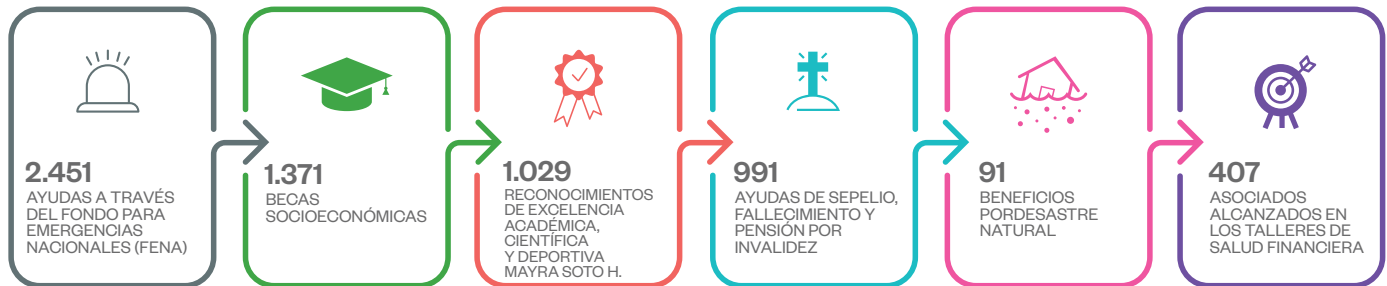 2.451
AYUDAS A TRAVÉS
DEL FONDO PARA
EMERGENCIAS
NACIONALES (FENA)
1.371
BECAS
SOCIOECONÓMICAS
1.029
RECONOCIMIENTOS
DE EXCELENCIA
ACADÉMICA,
CIENTÍFICA
Y DEPORTIVA
MAYRA SOTO H.
991
AYUDAS DE SEPELIO,
FALLECIMIENTO Y
PENSIÓN POR
INVALIDEZ
91
BENEFICIOS
PORDESASTRE
NATURAL
407
ASOCIADOS
ALCANZADOS EN
LOS TALLERES DE
SALUD FINANCIERA